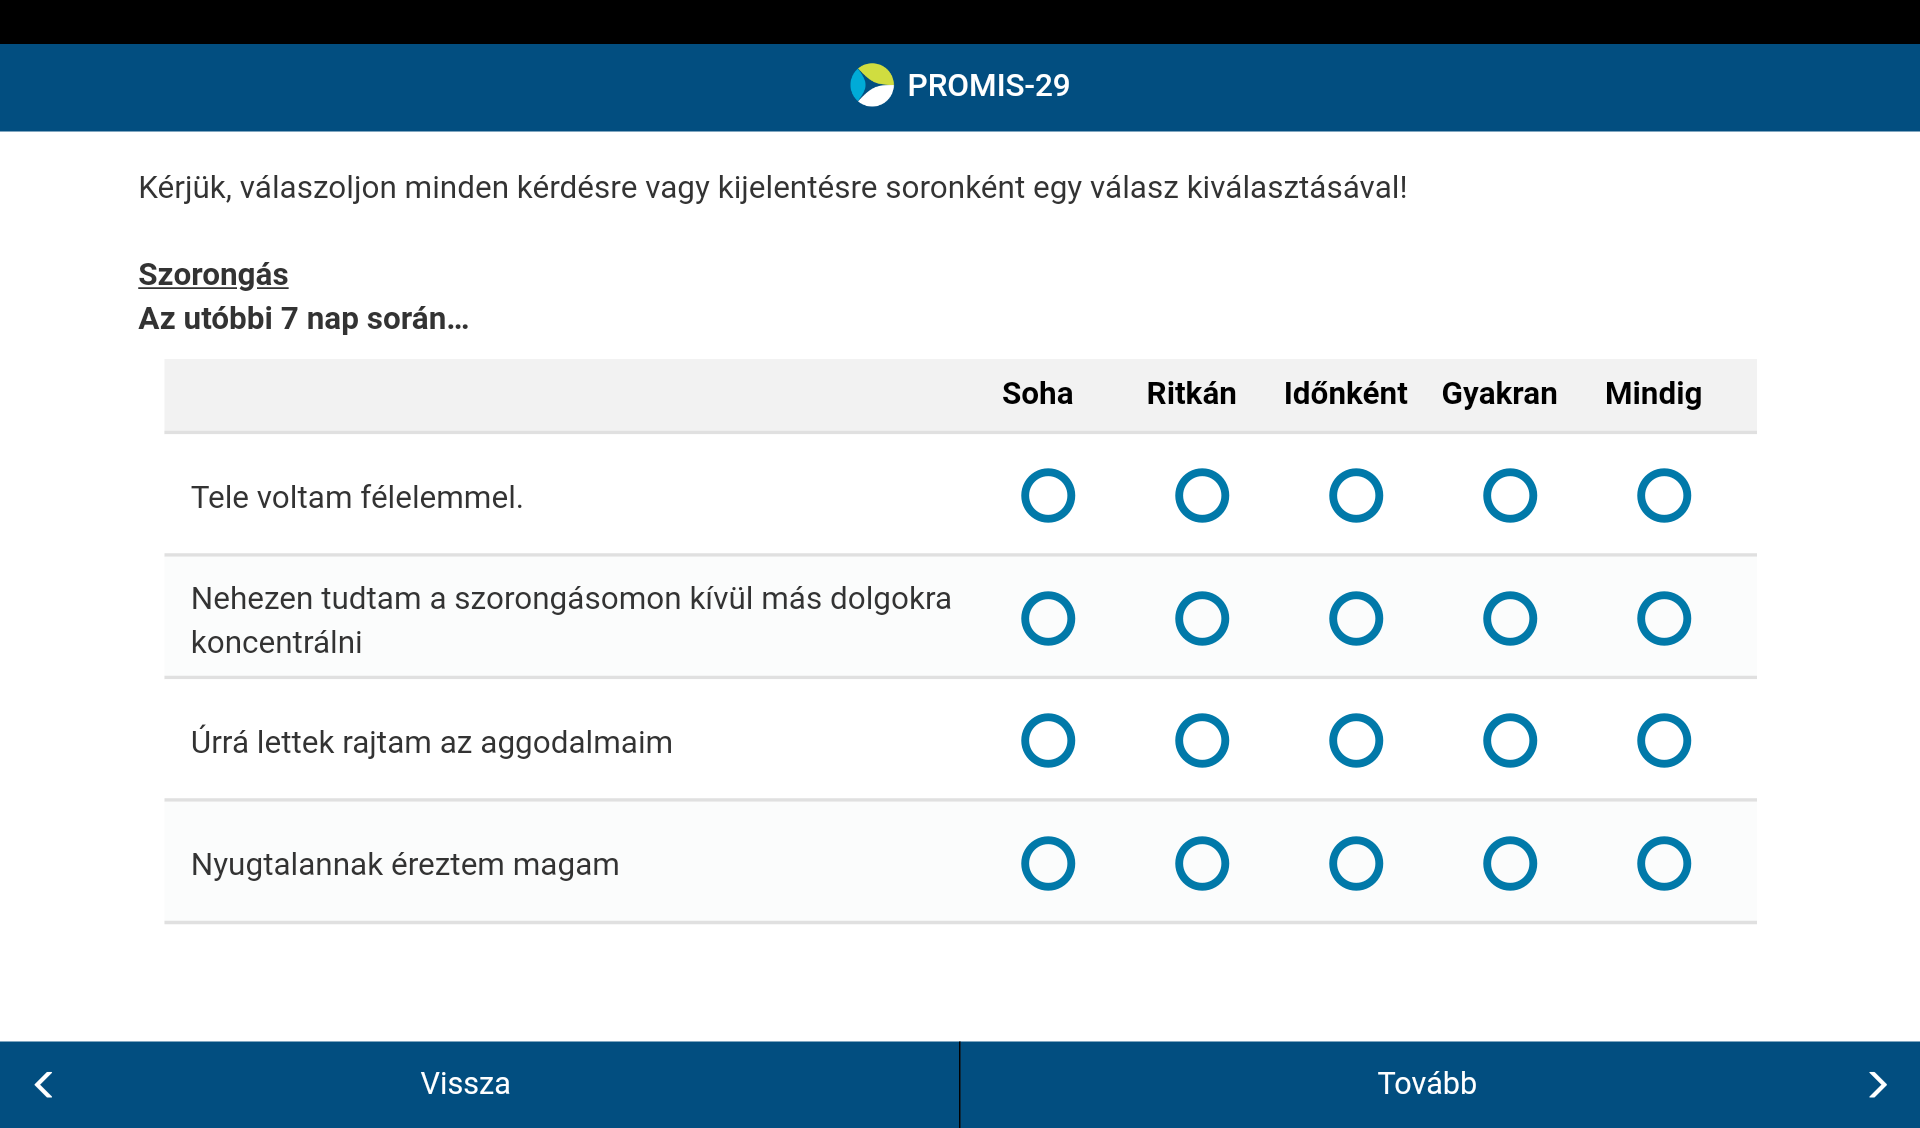 PROMIS-29
Kérjük, válaszoljon minden kérdésre vagy kijelentésre soronként egy válasz kiválasztásával!
Szorongás
Az utóbbi 7 nap során...
Soha Ritkán Időnként Gyakran Mindig
Tele voltam félelemmel.
Nehezen tudtam a szorongásomon kívül más dolgokra
koncentrálni
Úrrá lettek rajtam az aggodalmaim
Nyugtalannak éreztem magam
Vissza Tovább